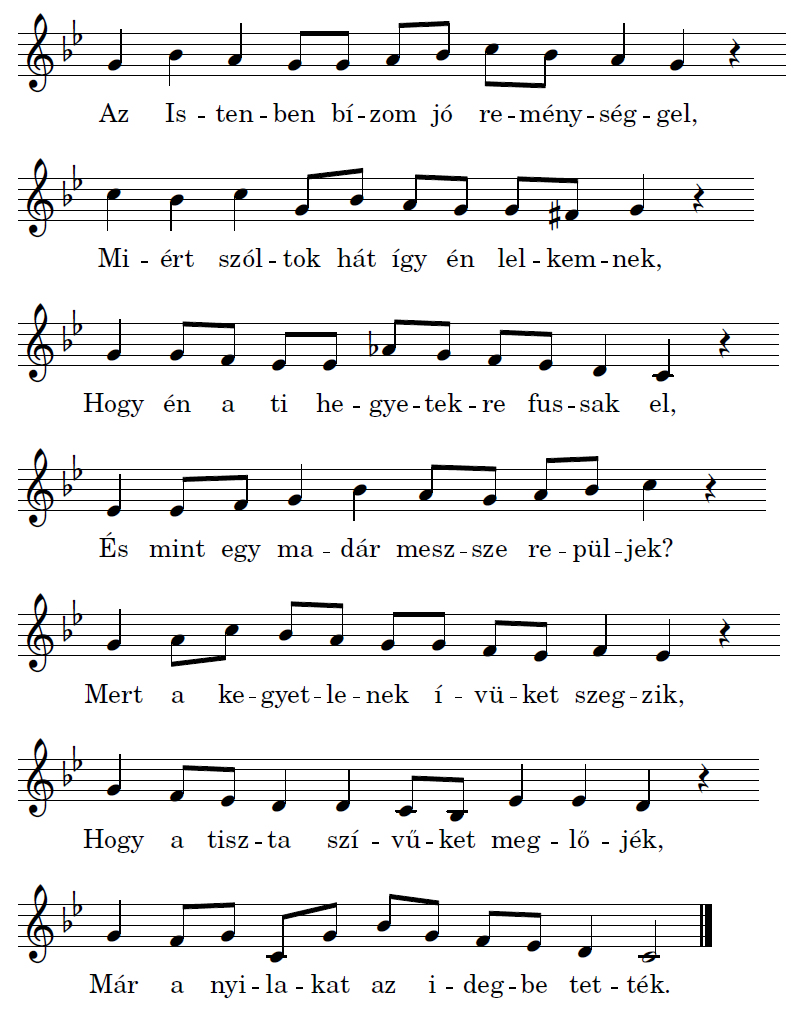 Az Is - ten - ben bí - zom jó re - mény - ség - gel,
Mi - ért szól - tok hát így én lel - kem - nek,
Hogy én a ti he - gye - tek - re fus - sak el,
És mint egy ma - dár mesz - sze re - pül - jek?
Mert a ke - gyet - le - nek í - vü - ket szeg - zik,
Hogy a tisz - ta szí - vű - ket meg - lő - jék,
Már a nyi - la - kat az i - deg - be tet - ték.